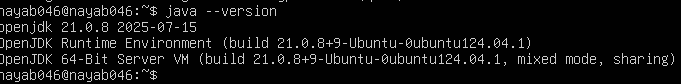 nayab046@nayab046:~$ java --version
openjdk 21.0.8 2025-07-15
OpenJDK Runtime Environment (build 21.0.8+9-Ubuntu-0ubuntu124.04.1)
OpenJDK 64-Bit Server VM (build 21.0.8+9-Ubuntu-0ubuntu124.04.1, mixed mode, sharing)
nayab046@nayab046:~$